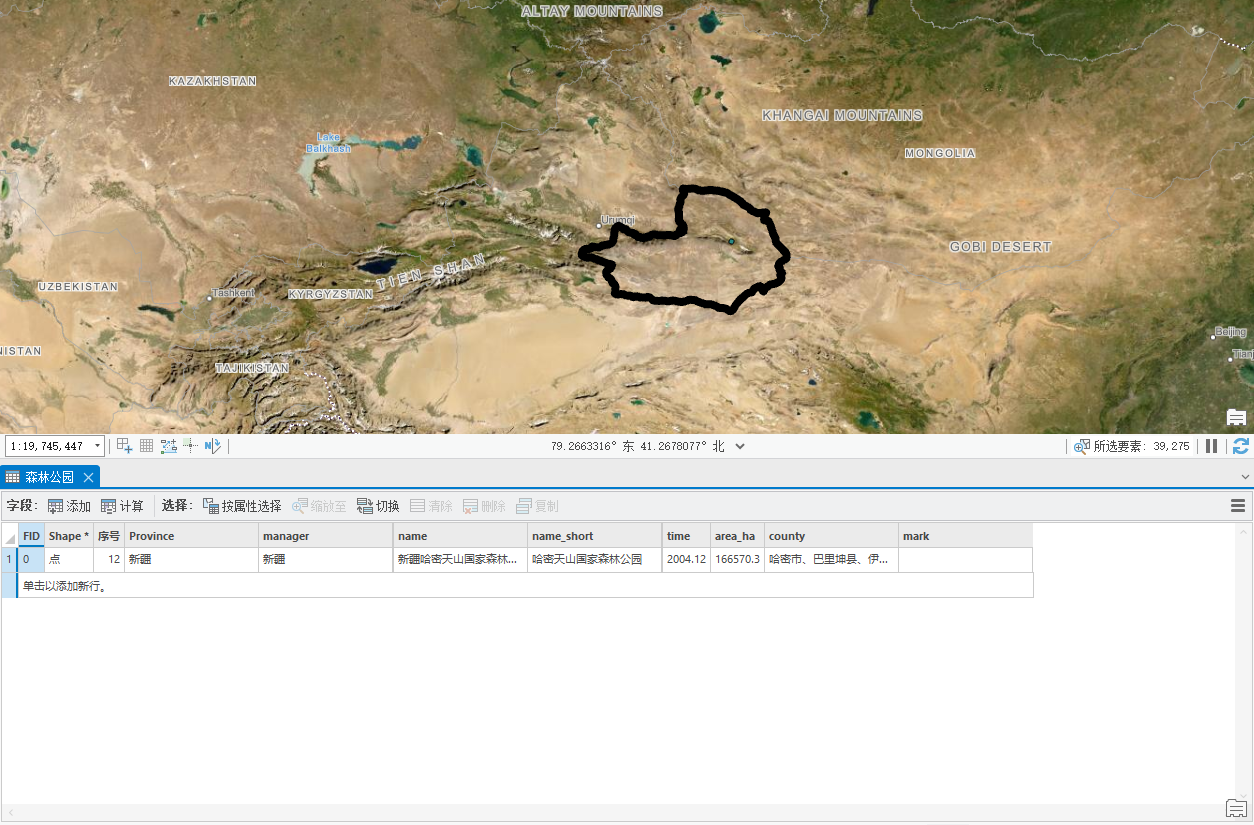 ALTAY MOUNTAINS
KAZAKHSTAN
KHANGAI MOUNTAINS
Lake
Balkhash
MONGOLIA
Urumqi
GOBI DESERT
TIEN SHAN
UZBEKISTAN
Tashkent
KYRGYZSTAN
Beijing
NISTAN
Tianj
TAJIKISTAN
1:19,745,447
79.2663316° 东 41.2678077° 北
所选要素: 39,275
森林公园
字段: 添加 计算 选择: 按属性选择 缩放至 切换 清除 删除 复制
FID Shape * 序号 Province manager name name_short time area_ha county mark
1 0 点 12 新疆 新疆 新疆哈密天山国家森林... 哈密天山国家森林公园 2004.12 166570.3 哈密市、巴里坤县、伊...
单击以添加新行。